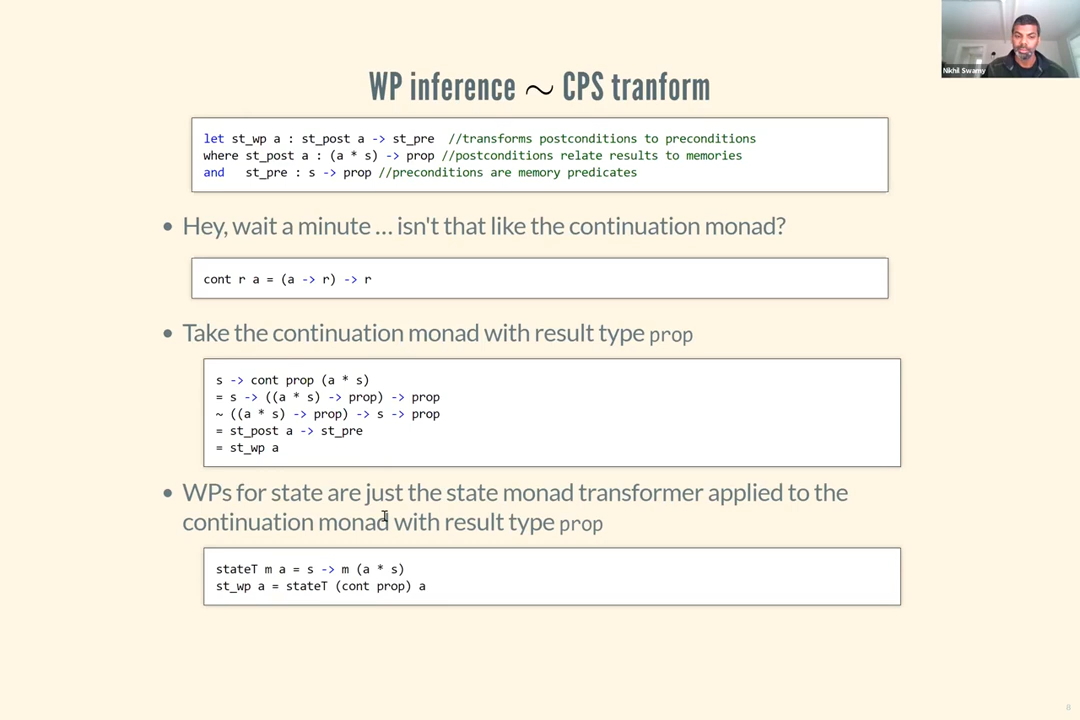 Nikhil Swamy
WP inference ~ CPS tranform
let st_wp a : st_post a -> st_pre //transforms postconditions to preconditions
where st_post a : (a * s) -> prop //postconditions relate results to memories
and st_pre : s -> prop //preconditions are memory predicates
• Hey, wait a minute … isn't that like the continuation monad?
cont r a = (a -> r) -> r
• Take the continuation monad with result type prop
s -> cont prop (a * s)
= s -> ((a * s) -> prop) -> prop
~ ((a * s) -> prop) -> s -> prop
= st_post a -> st_pre
= st_wp a
• WPs for state are just the state monad transformer applied to the
continuation monad with result type prop
stateT m a = s -> m (a * s)
st_wp a = stateT (cont prop) a
8